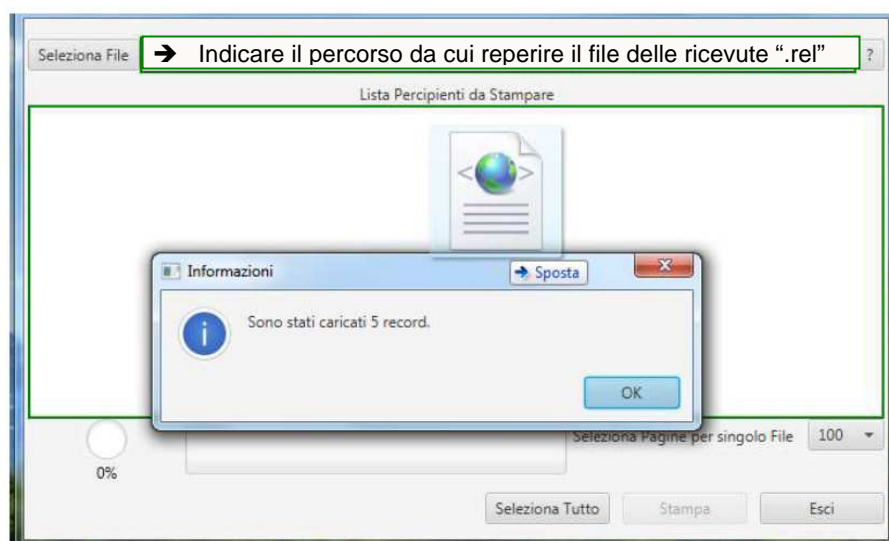 Seleziona File
➔ Indicare il percorso da cui reperire il file delle ricevute “.rel”
?
Lista Percipienti da Stampare
Informazioni
Sposta
Sono stati caricati 5 record.
OK
Seleziona Pagine per singolo File
100
0%
Seleziona Tutto
Stampa
Esci